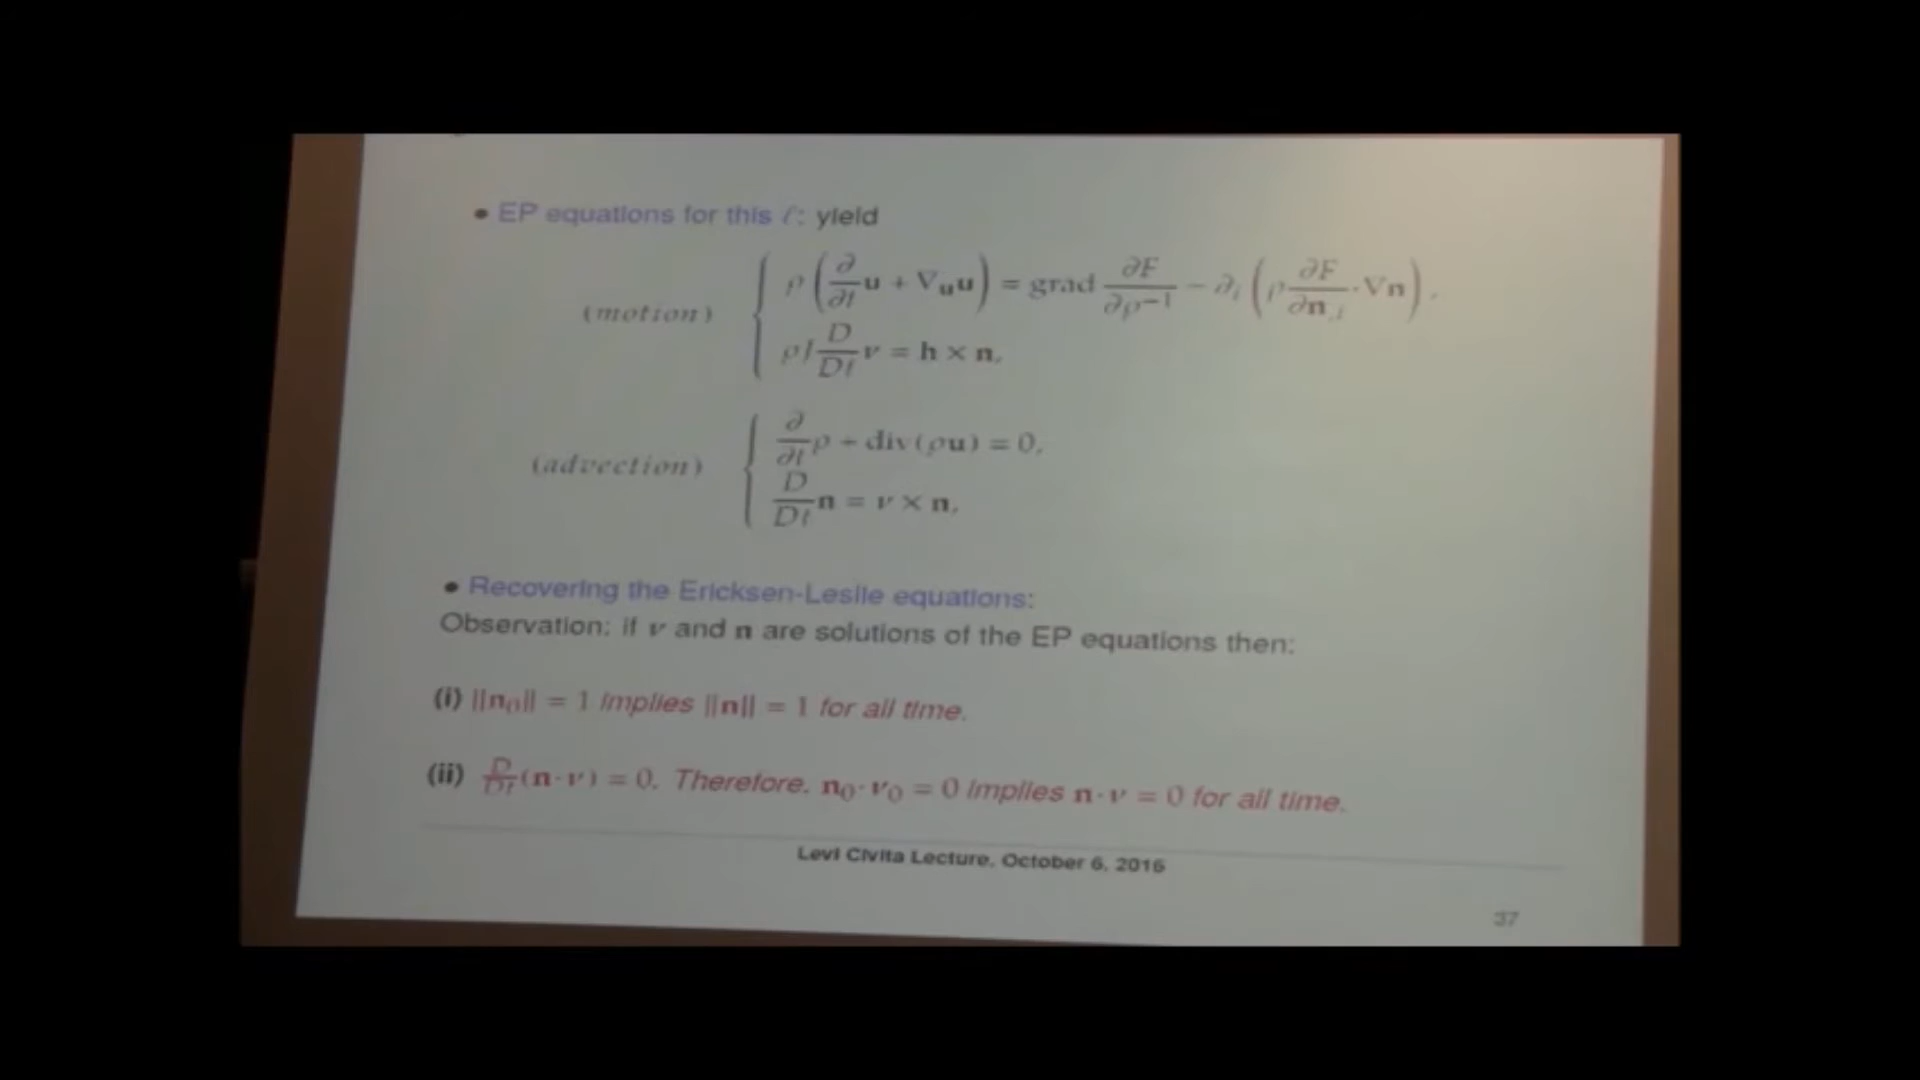 • EP equations for this ℓ: yield
(motion) { ρ(∂/∂t u + ∇_u u) = grad ∂F/∂ρ⁻¹ − ∂_i (ρ ∂F/∂n_{,i} · ∇n),
ρJ D/Dt ν = h × n,
(advection) { ∂/∂t ρ + div(ρu) = 0,
D/Dt n = ν × n,
• Recovering the Ericksen-Leslie equations:
Observation: if ν and n are solutions of the EP equations then:
(i) ||n₀|| = 1 implies ||n|| = 1 for all time.
(ii) D/Dt (n · ν) = 0. Therefore, n₀ · ν₀ = 0 implies n · ν = 0 for all time.
Levi Civita Lecture, October 6, 2016
37